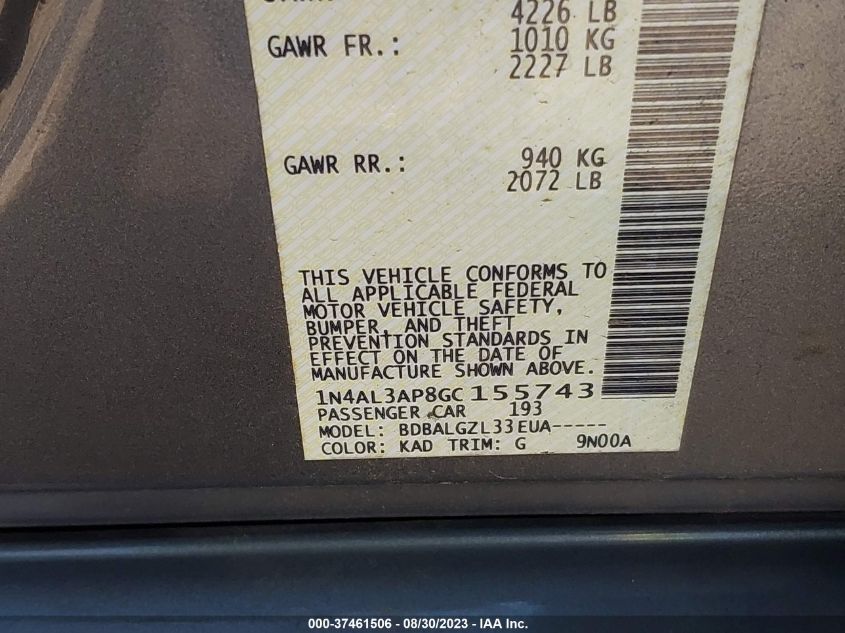 4226 LB
GAWR FR.: 1010 KG
2227 LB
GAWR RR.: 940 KG
2072 LB
THIS VEHICLE CONFORMS TO
ALL APPLICABLE FEDERAL
MOTOR VEHICLE SAFETY,
BUMPER, AND THEFT
PREVENTION STANDARDS IN
EFFECT ON THE DATE OF
MANUFACTURE SHOWN ABOVE.
1N4AL3AP8GC155743
PASSENGER CAR 193
MODEL: BDBALGZL33EUA-----
COLOR: KAD TRIM: G 9N00A
000-37461506 - 08/30/2023 - IAA Inc.